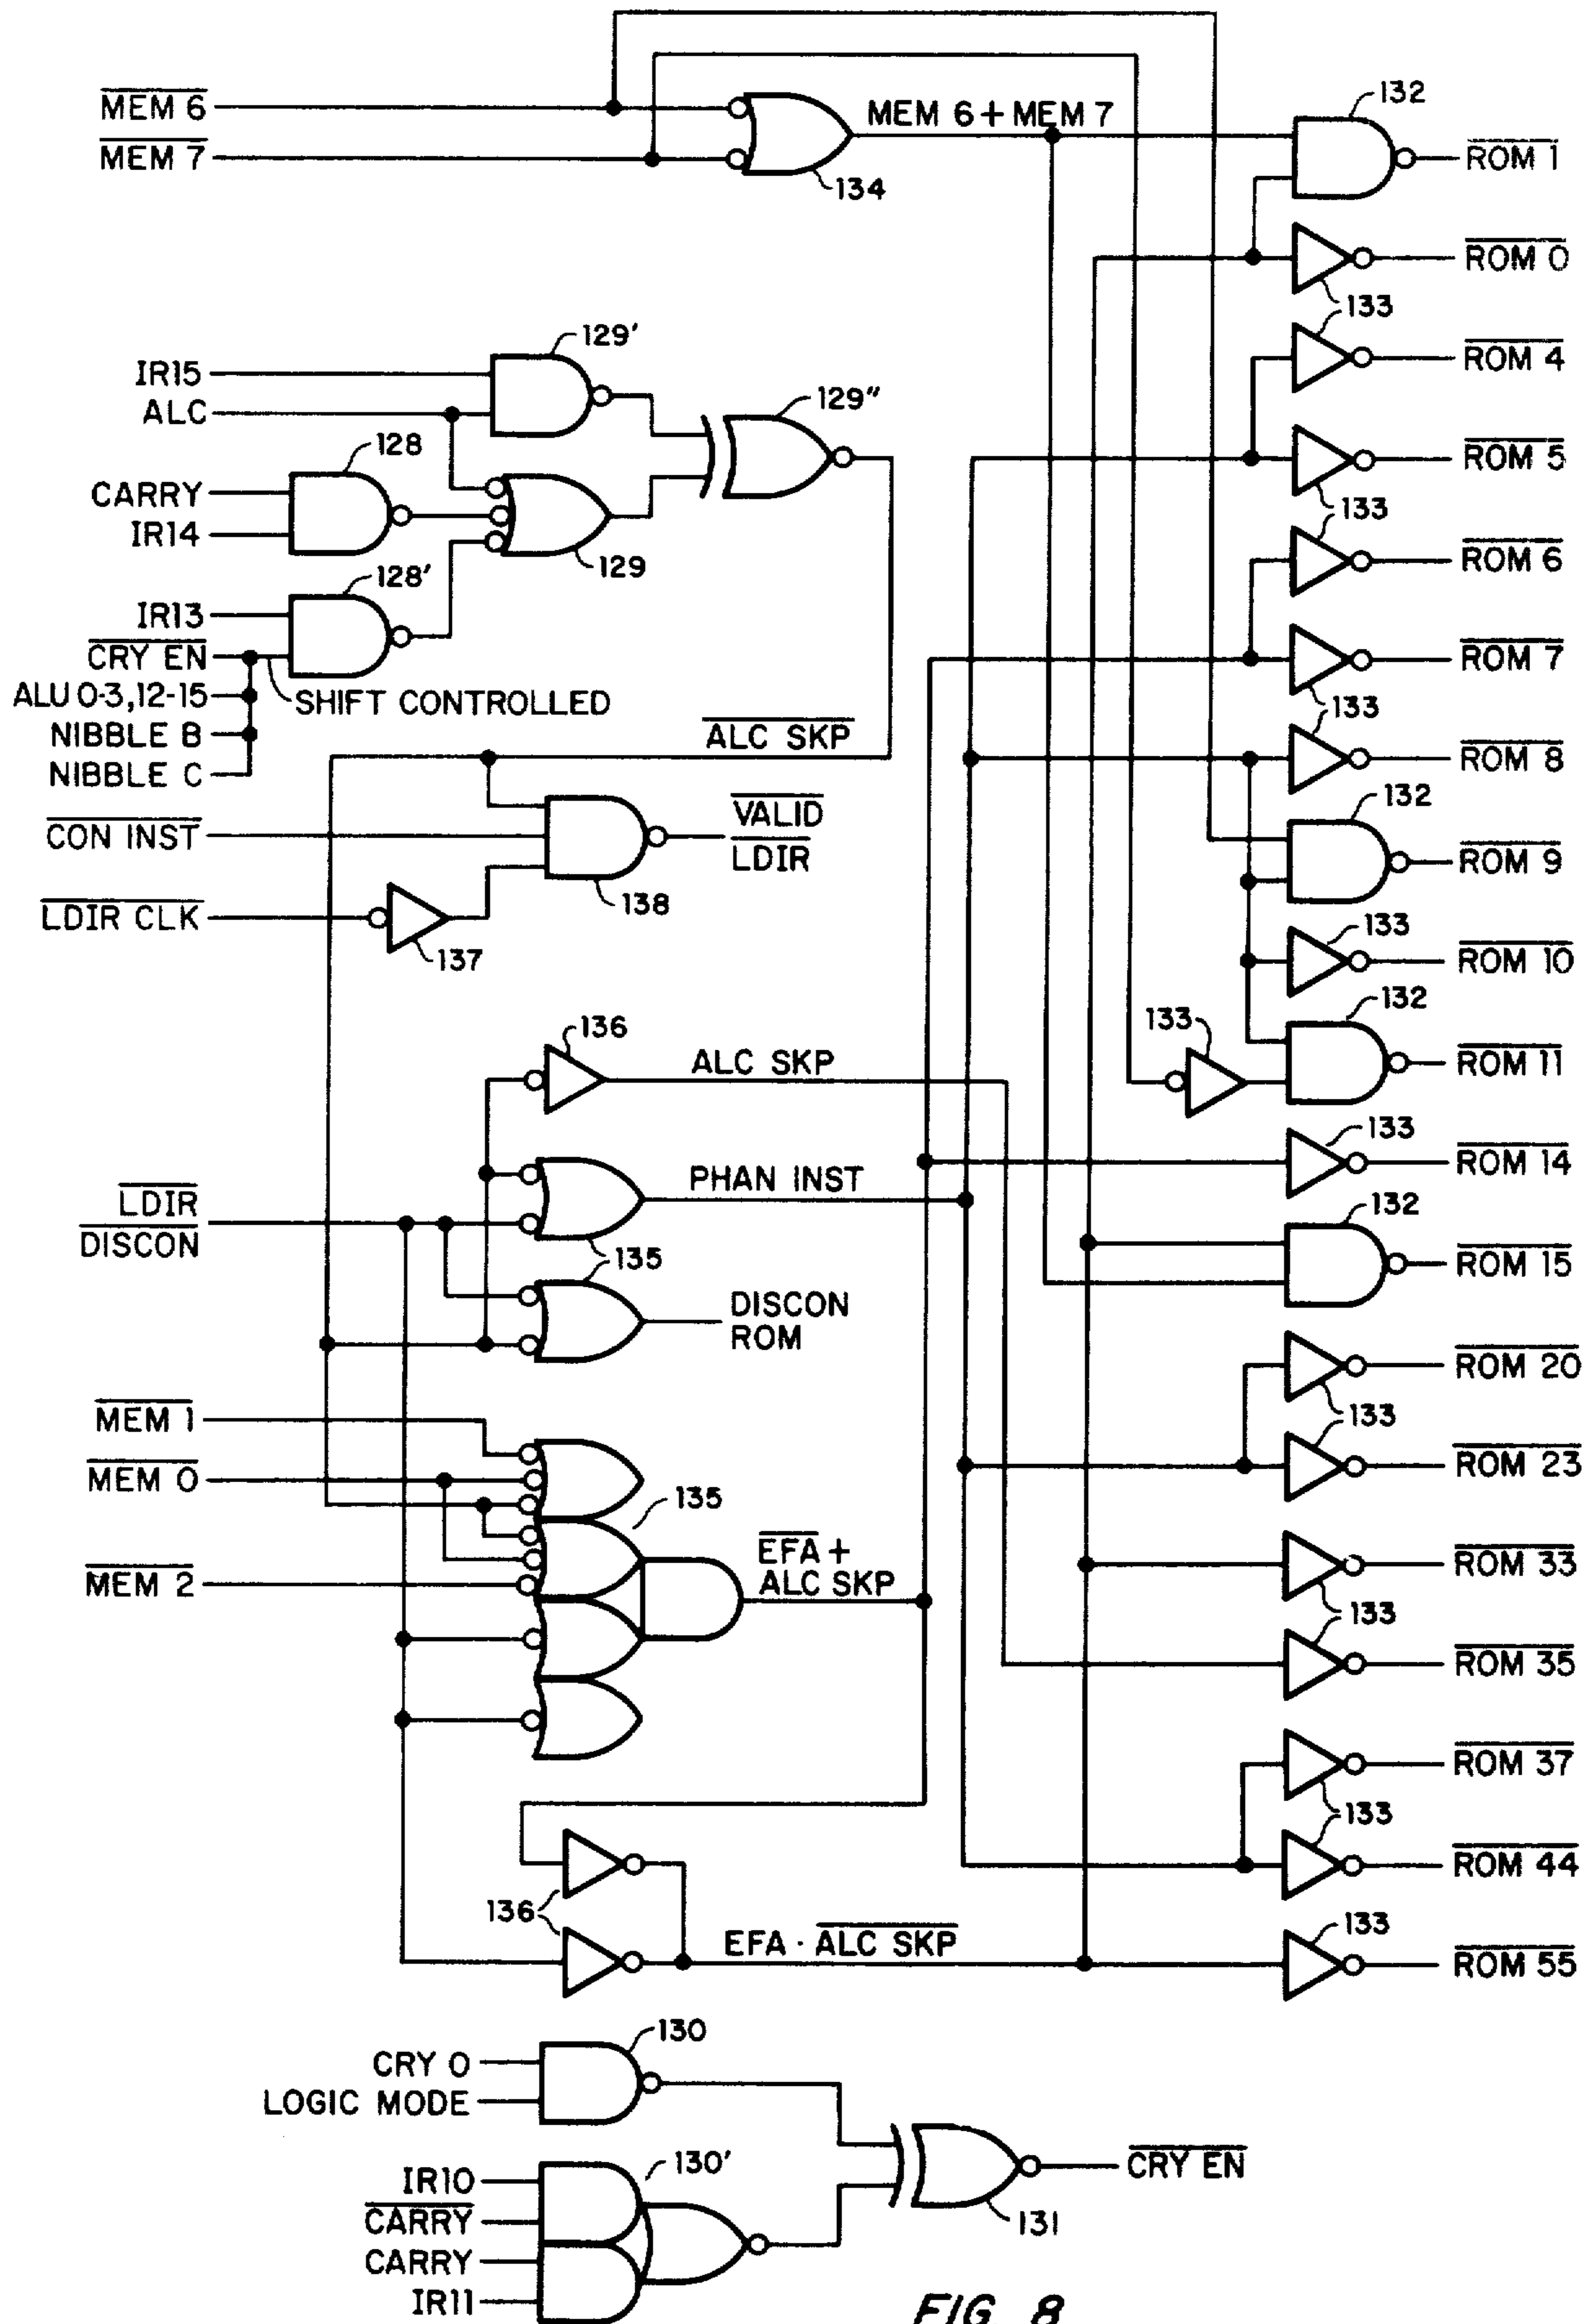 132
MEM 6
MEM 6 + MEM 7
ROM 1
MEM 7
134
ROM 0
133
129'
ROM 4
IR15
129"
ALC
128
ROM 5
CARRY
133
IR14
129
ROM 6
128'
IR13
CRY EN
ROM 7
ALU 0-3,12-15
SHIFT CONTROLLED
133
NIBBLE B
ALC SKP
ROM 8
NIBBLE C
132
VALID
CON INST
LDIR
ROM 9
138
LDIR CLK
133
137
ROM 10
132
136
133
ALC SKP
ROM 11
133
PHAN INST
ROM 14
LDIR
DISCON
132
135
ROM 15
DISCON
ROM
ROM 20
MEM 1
133
MEM 0
ROM 23
135
EFA +
ROM 33
MEM 2
ALC SKP
133
ROM 35
ROM 37
133
ROM 44
136
133
EFA · ALC SKP
ROM 55
130
CRY 0
LOGIC MODE
130'
IR10
CRY EN
CARRY
131
CARRY
IR11
FIG. 8